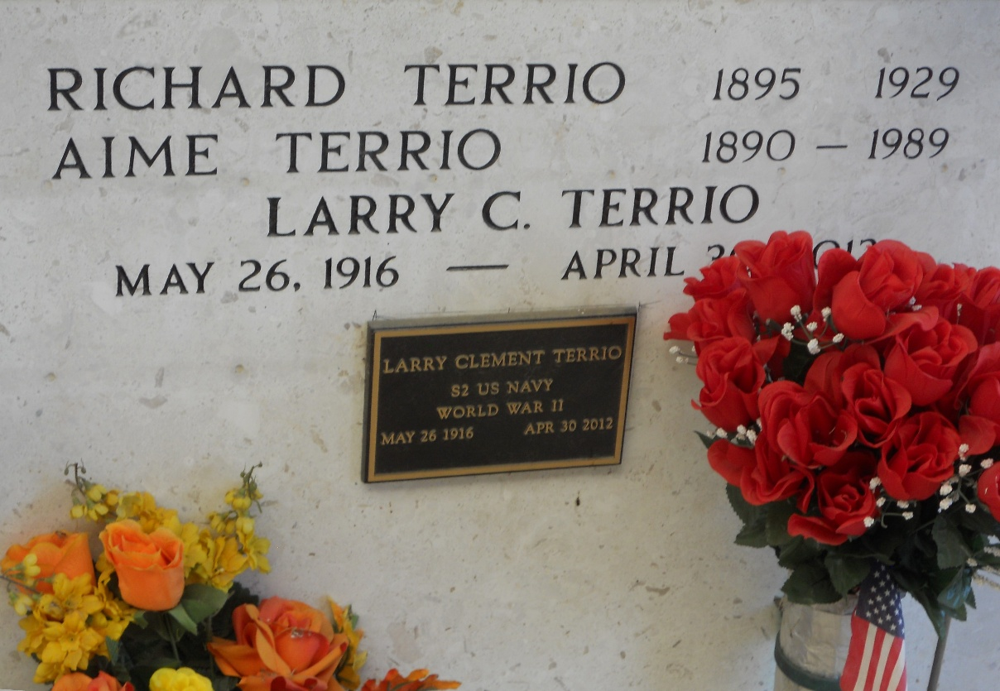 RICHARD TERRIO 1895 1929
AIME TERRIO 1890 — 1989
LARRY C. TERRIO
MAY 26, 1916 — APRIL
LARRY CLEMENT TERRIO
S2 US NAVY
WORLD WAR II
MAY 26 1916 APR 30 2012